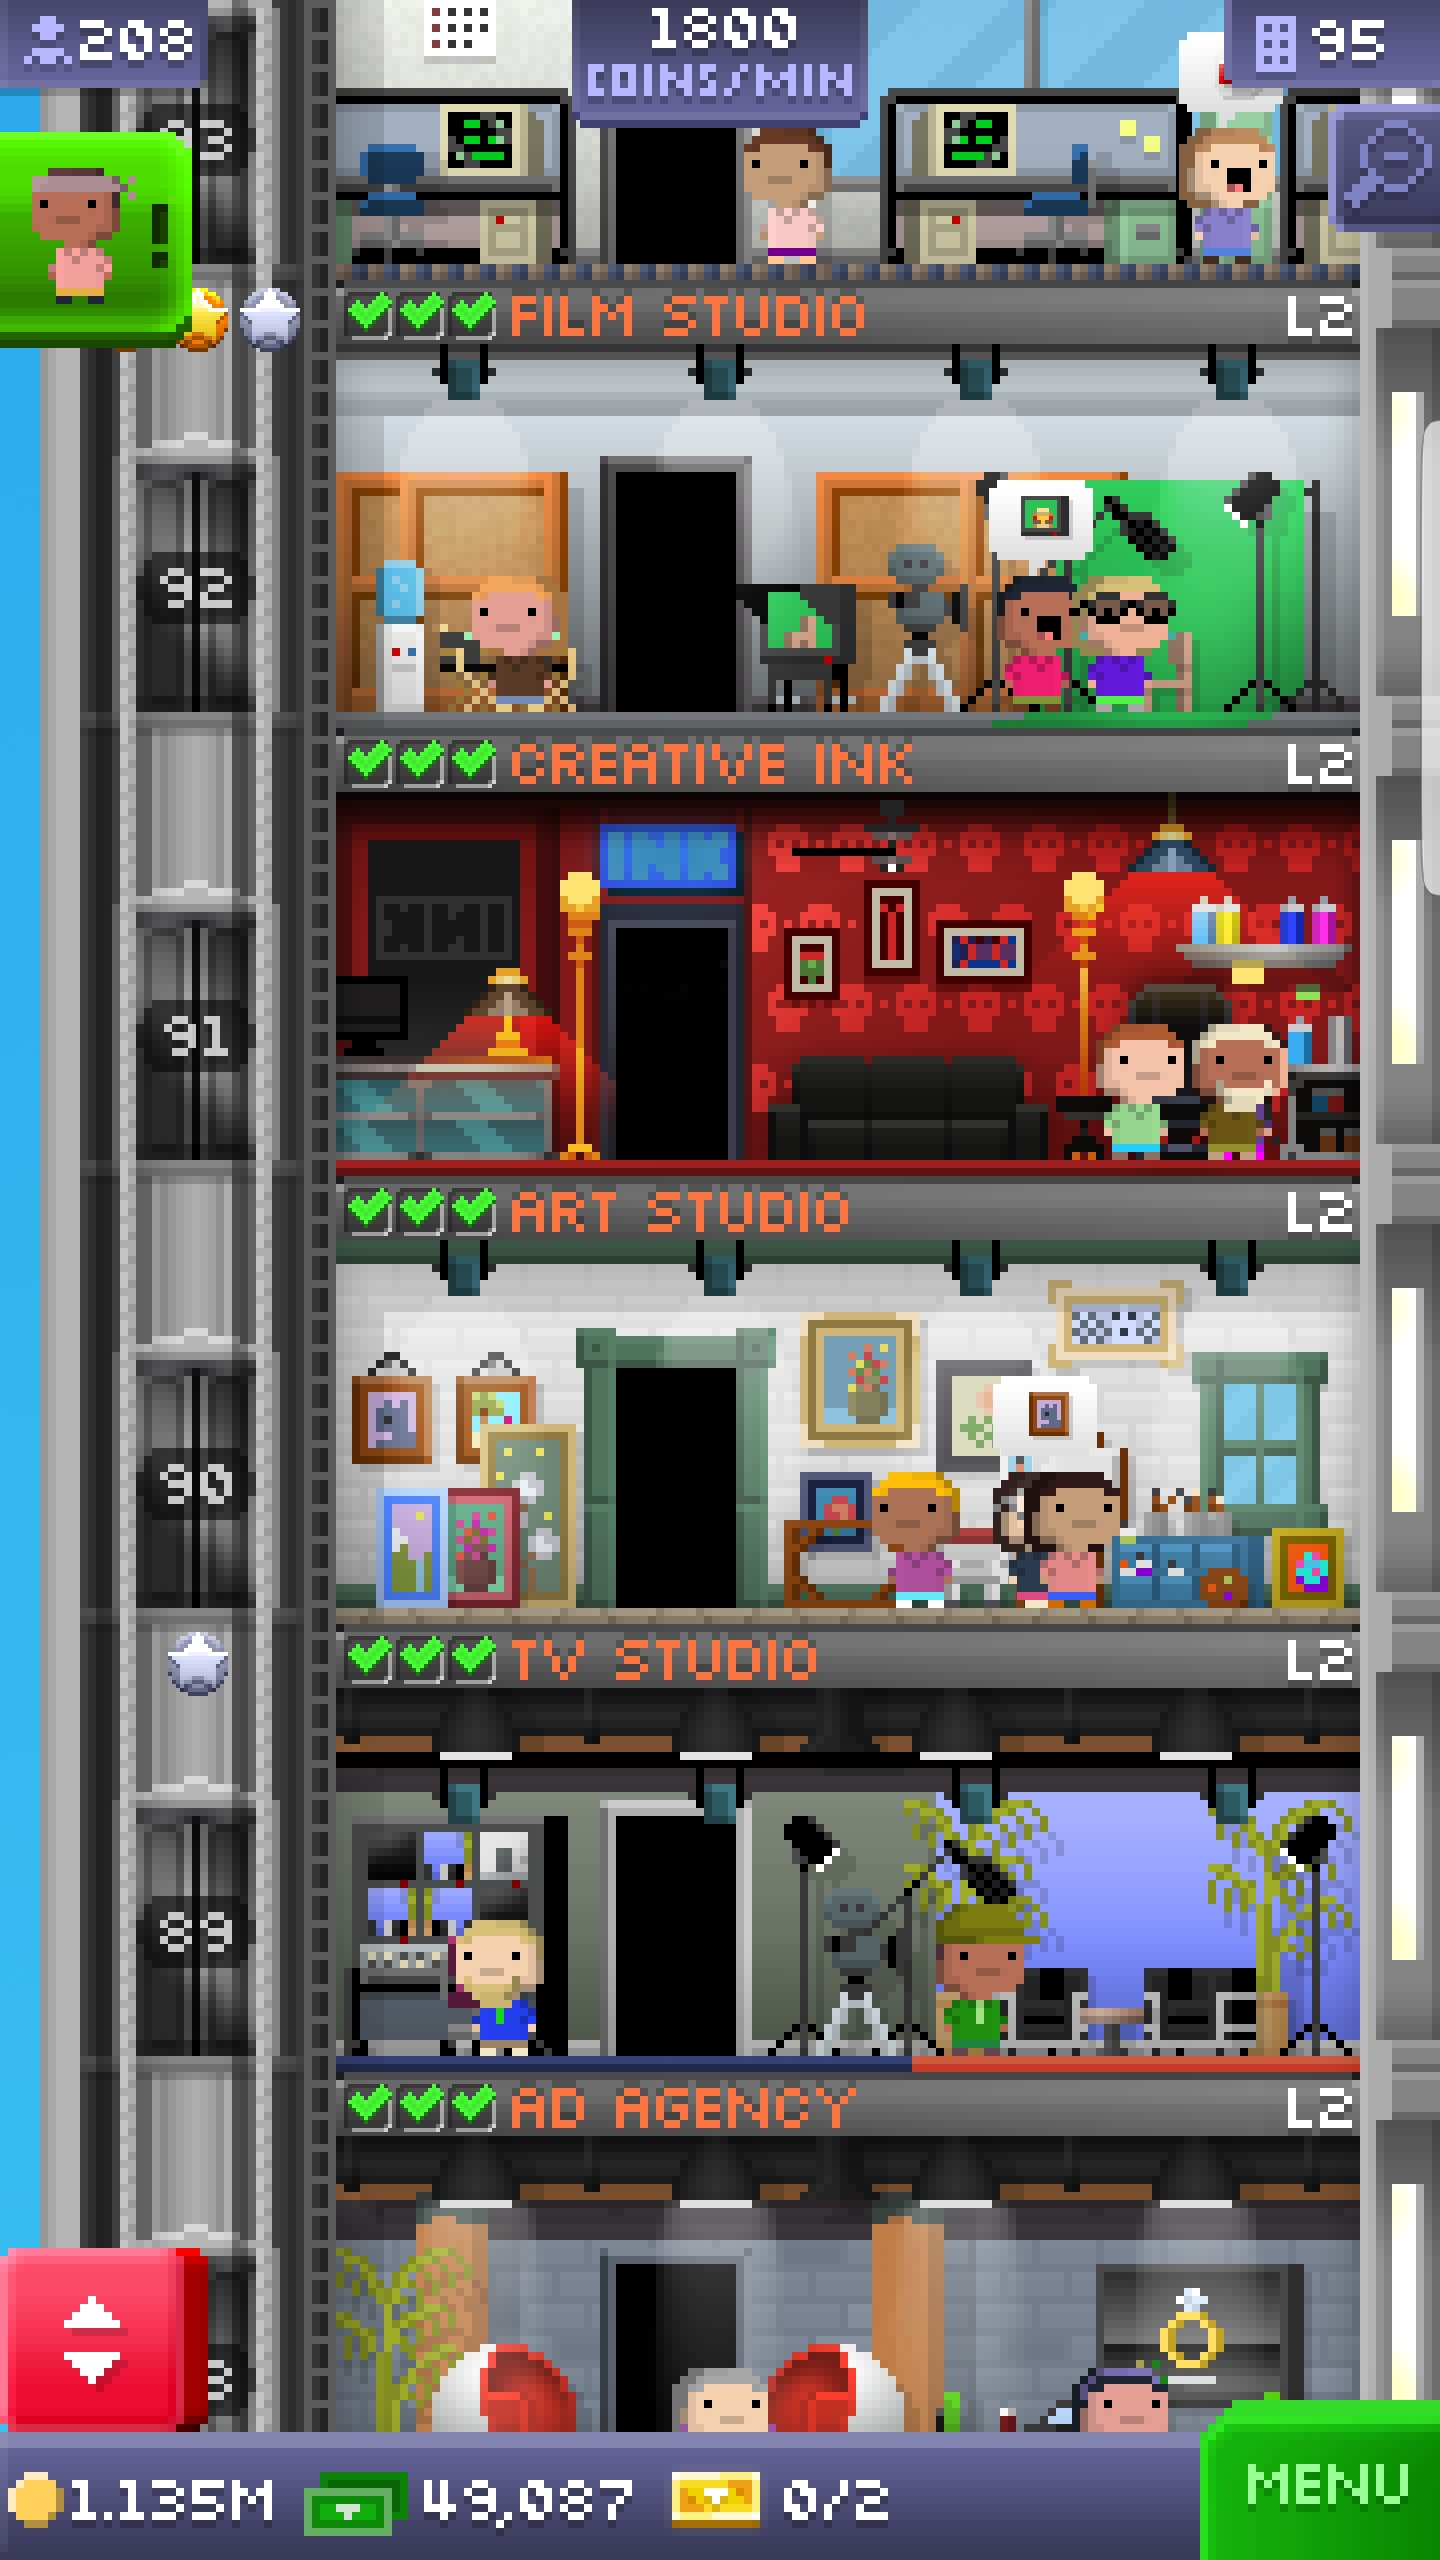 208
1800
COINS/MIN
95
93
FILM STUDIO L2
92
CREATIVE INK L2
INK
91
ART STUDIO L2
90
TV STUDIO L2
89
AD AGENCY L2
1.135M 49,087 0/2 MENU